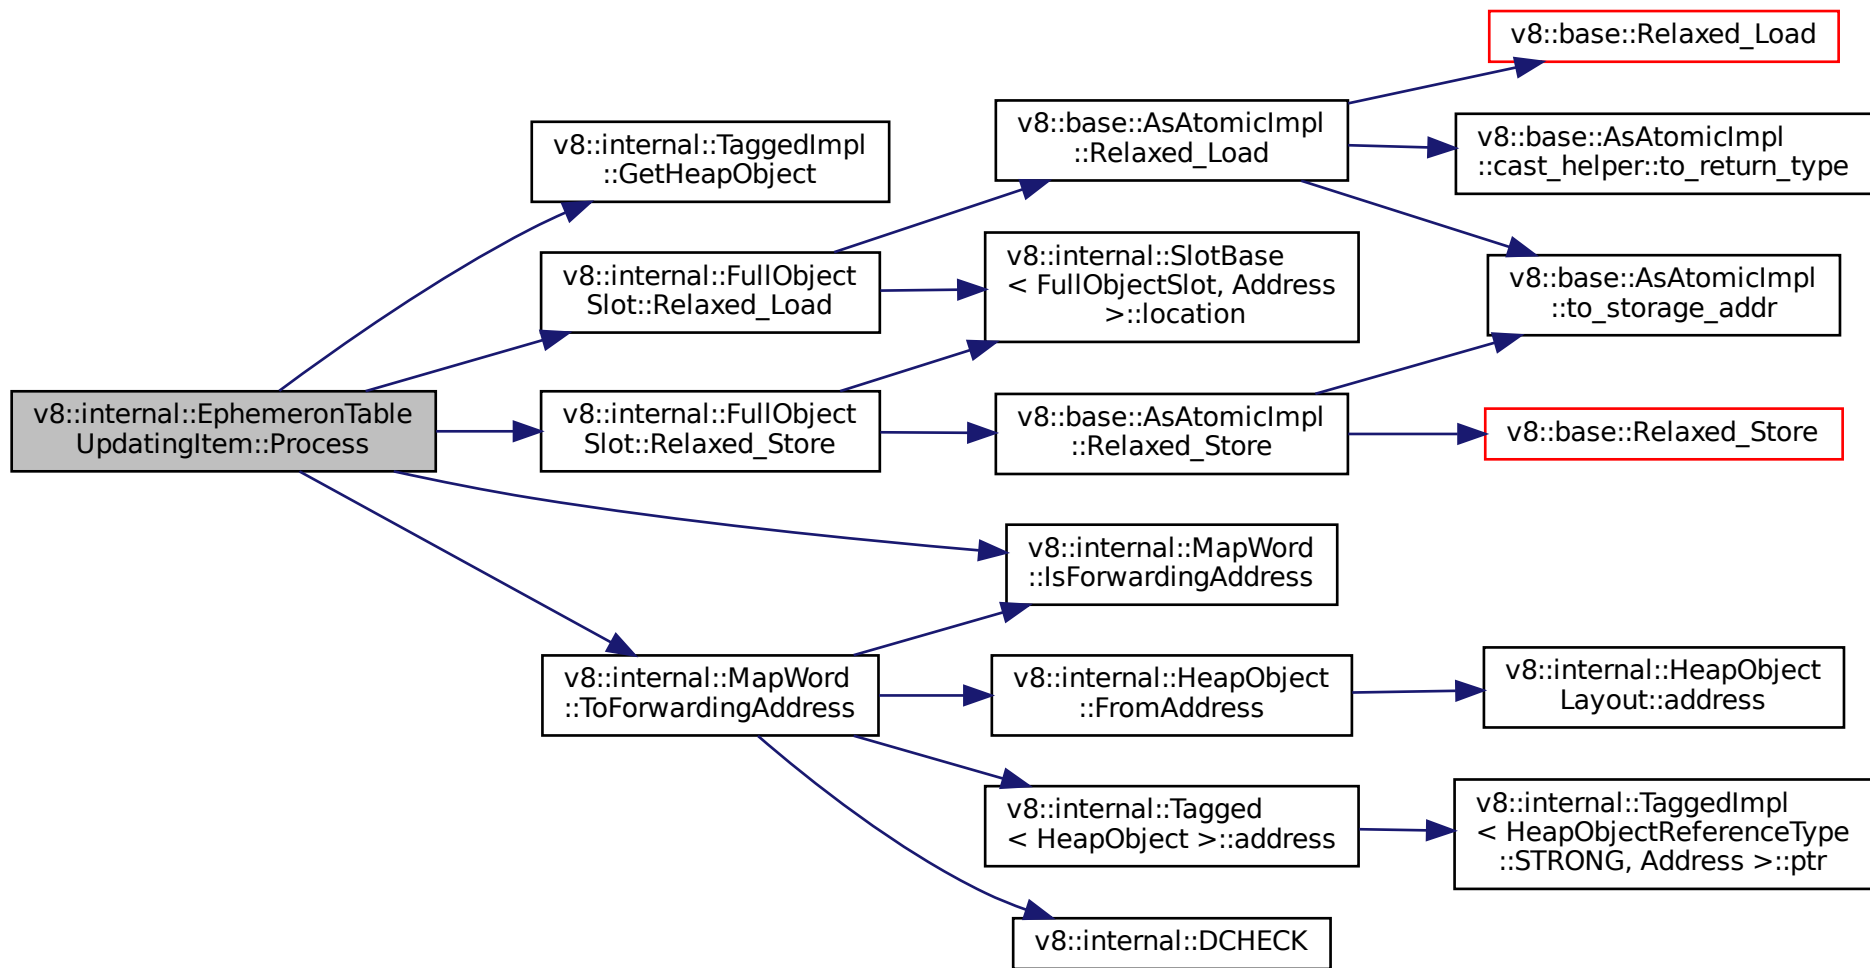 v8::base::Relaxed_Load
v8::base::AsAtomicImpl
::Relaxed_Load
v8::base::AsAtomicImpl
::cast_helper::to_return_type
v8::internal::TaggedImpl
::GetHeapObject
v8::internal::FullObject
Slot::Relaxed_Load
v8::internal::SlotBase
< FullObjectSlot, Address
>::location
v8::base::AsAtomicImpl
::to_storage_addr
v8::internal::EphemeronTable
UpdatingItem::Process
v8::internal::FullObject
Slot::Relaxed_Store
v8::base::AsAtomicImpl
::Relaxed_Store
v8::base::Relaxed_Store
v8::internal::MapWord
::IsForwardingAddress
v8::internal::MapWord
::ToForwardingAddress
v8::internal::HeapObject
::FromAddress
v8::internal::HeapObject
Layout::address
v8::internal::Tagged
< HeapObject >::address
v8::internal::TaggedImpl
< HeapObjectReferenceType
::STRONG, Address >::ptr
v8::internal::DCHECK